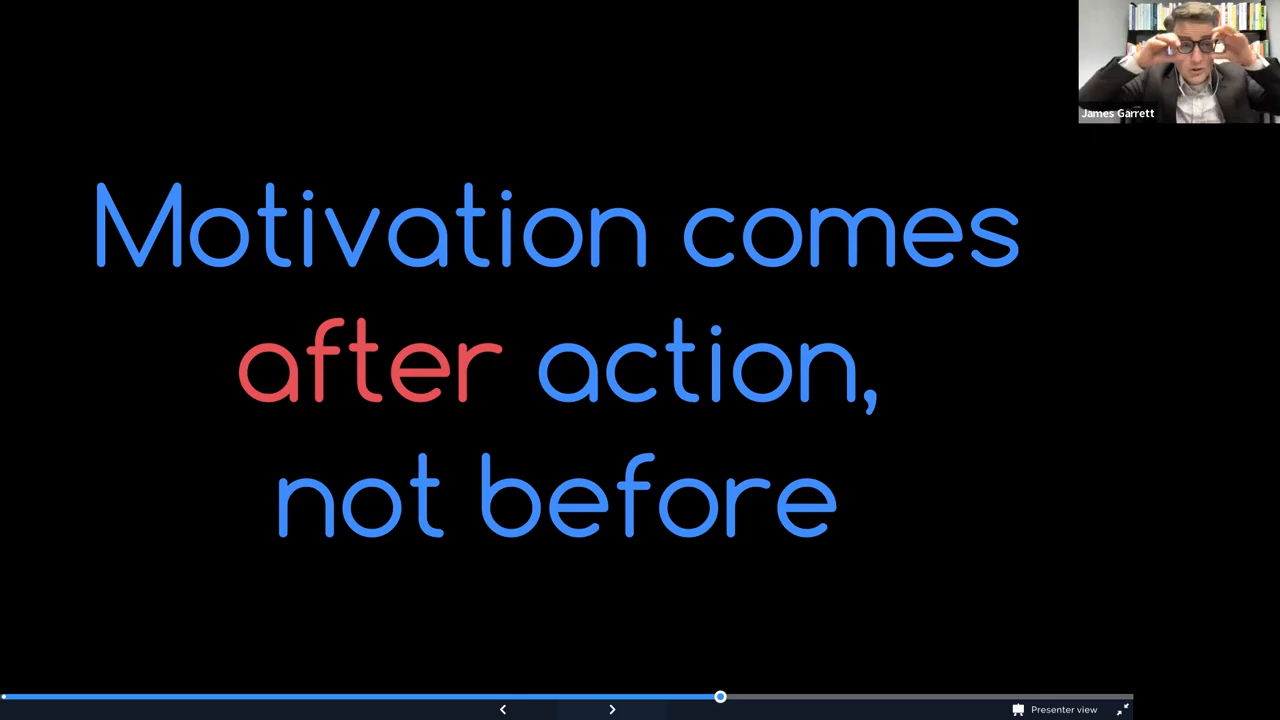 James Garrett
Motivation comes
after action,
not before
Presenter view